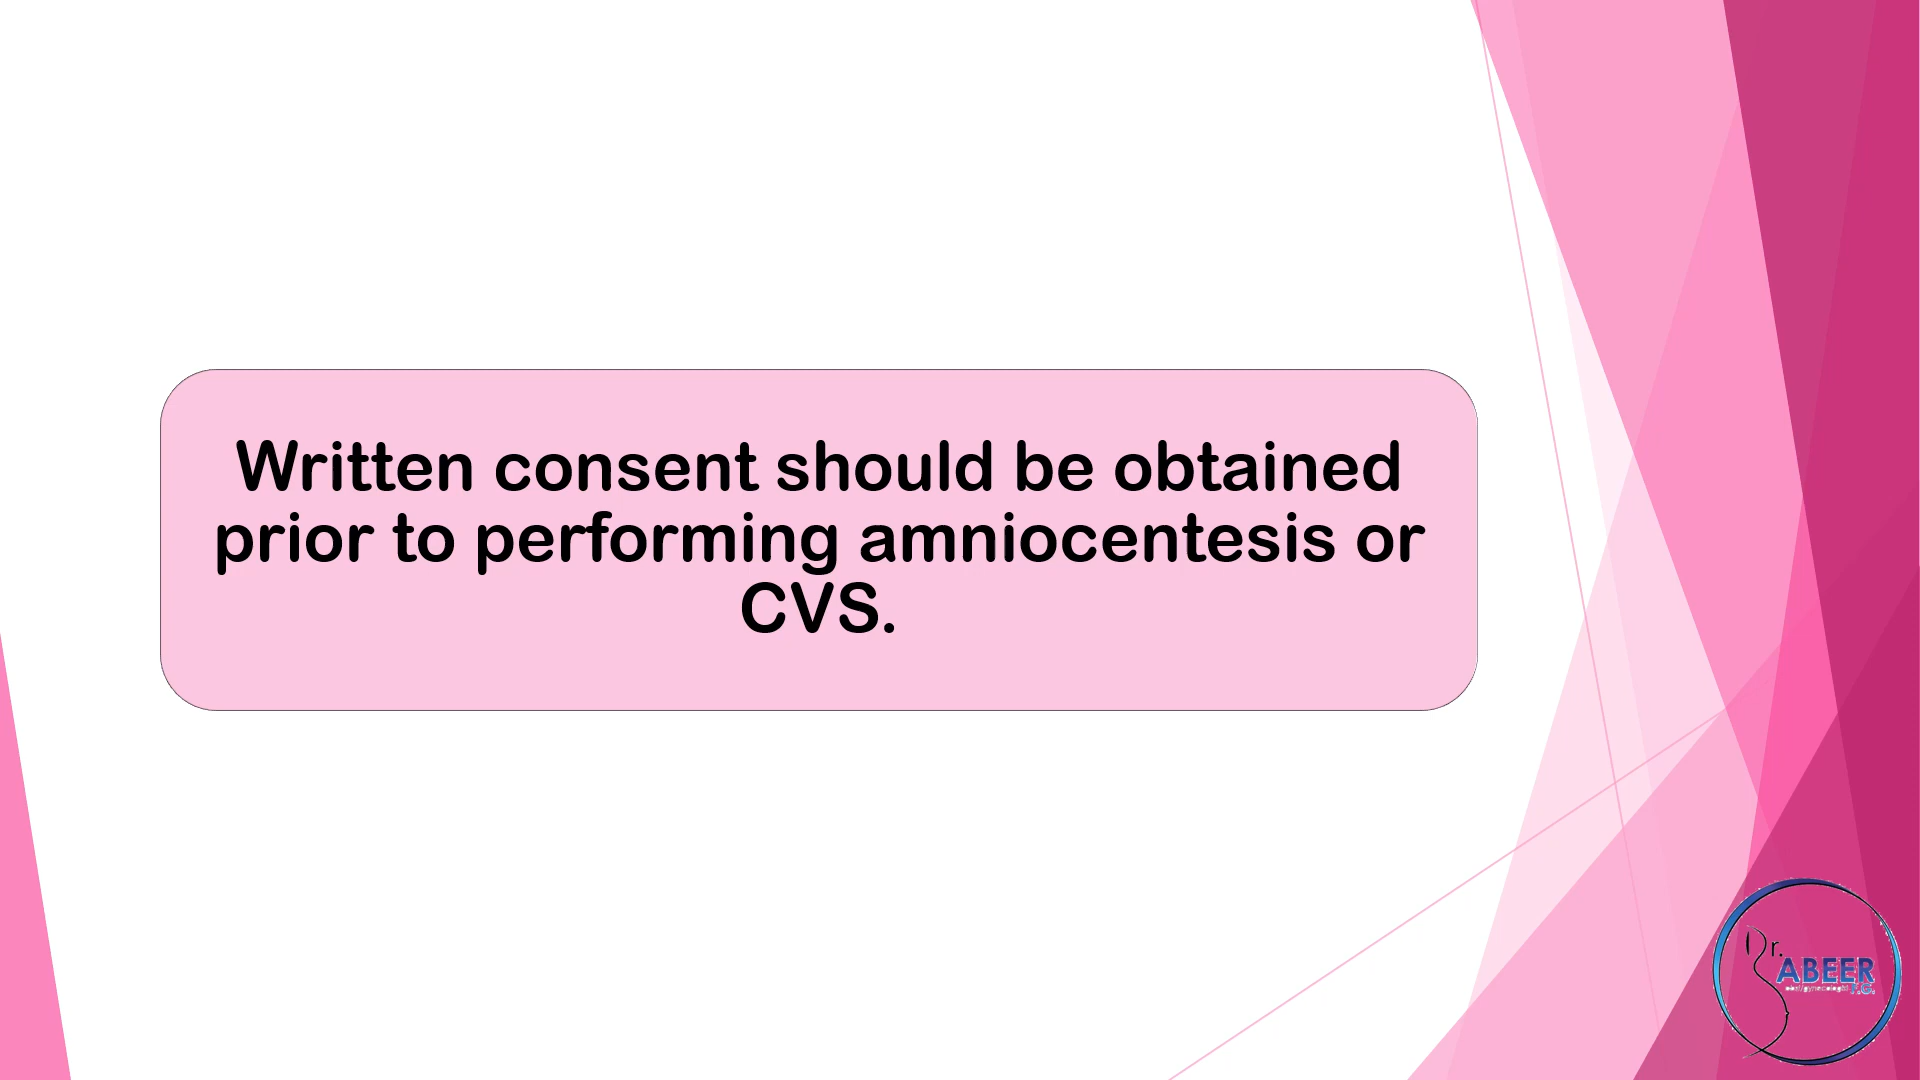 Written consent should be obtained
prior to performing amniocentesis or
CVS.
Dr.
ABEER
F.G.